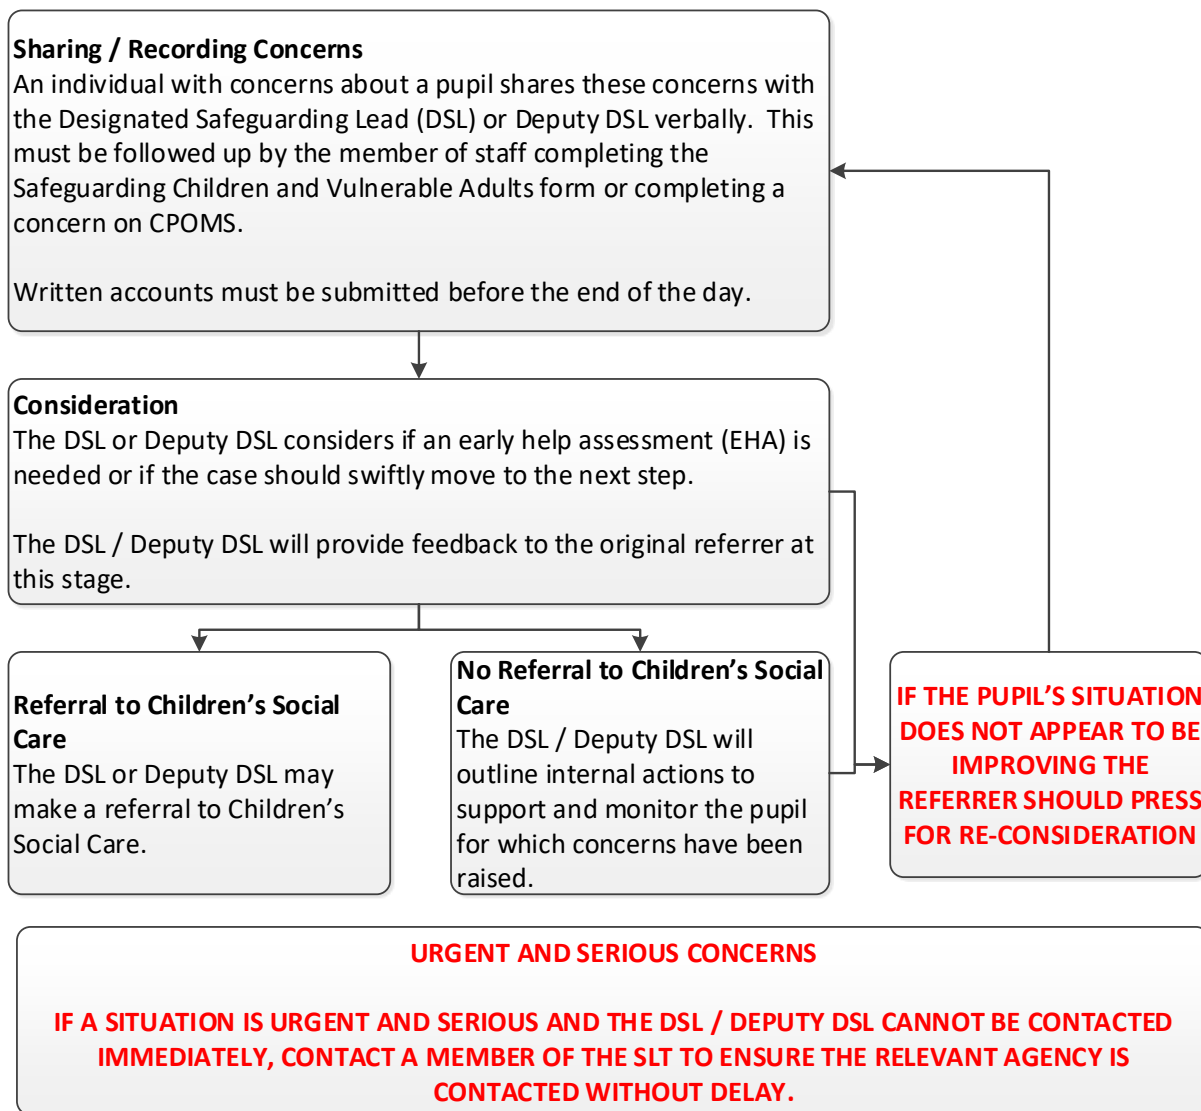 Sharing / Recording Concerns
An individual with concerns about a pupil shares these concerns with
the Designated Safeguarding Lead (DSL) or Deputy DSL verbally.  This
must be followed up by the member of staff completing the
Safeguarding Children and Vulnerable Adults form or completing a
concern on CPOMS.
Written accounts must be submitted before the end of the day.
Consideration
The DSL or Deputy DSL considers if an early help assessment (EHA) is
needed or if the case should swiftly move to the next step.
The DSL / Deputy DSL will provide feedback to the original referrer at
this stage.
Referral to Children’s Social
Care
The DSL or Deputy DSL may
make a referral to Children’s
Social Care.
No Referral to Children’s Social
Care
The DSL / Deputy DSL will
outline internal actions to
support and monitor the pupil
for which concerns have been
raised.
IF THE PUPIL’S SITUATION
DOES NOT APPEAR TO BE
IMPROVING THE
REFERRER SHOULD PRESS
FOR RE-CONSIDERATION
URGENT AND SERIOUS CONCERNS
IF A SITUATION IS URGENT AND SERIOUS AND THE DSL / DEPUTY DSL CANNOT BE CONTACTED
IMMEDIATELY, CONTACT A MEMBER OF THE SLT TO ENSURE THE RELEVANT AGENCY IS
CONTACTED WITHOUT DELAY.